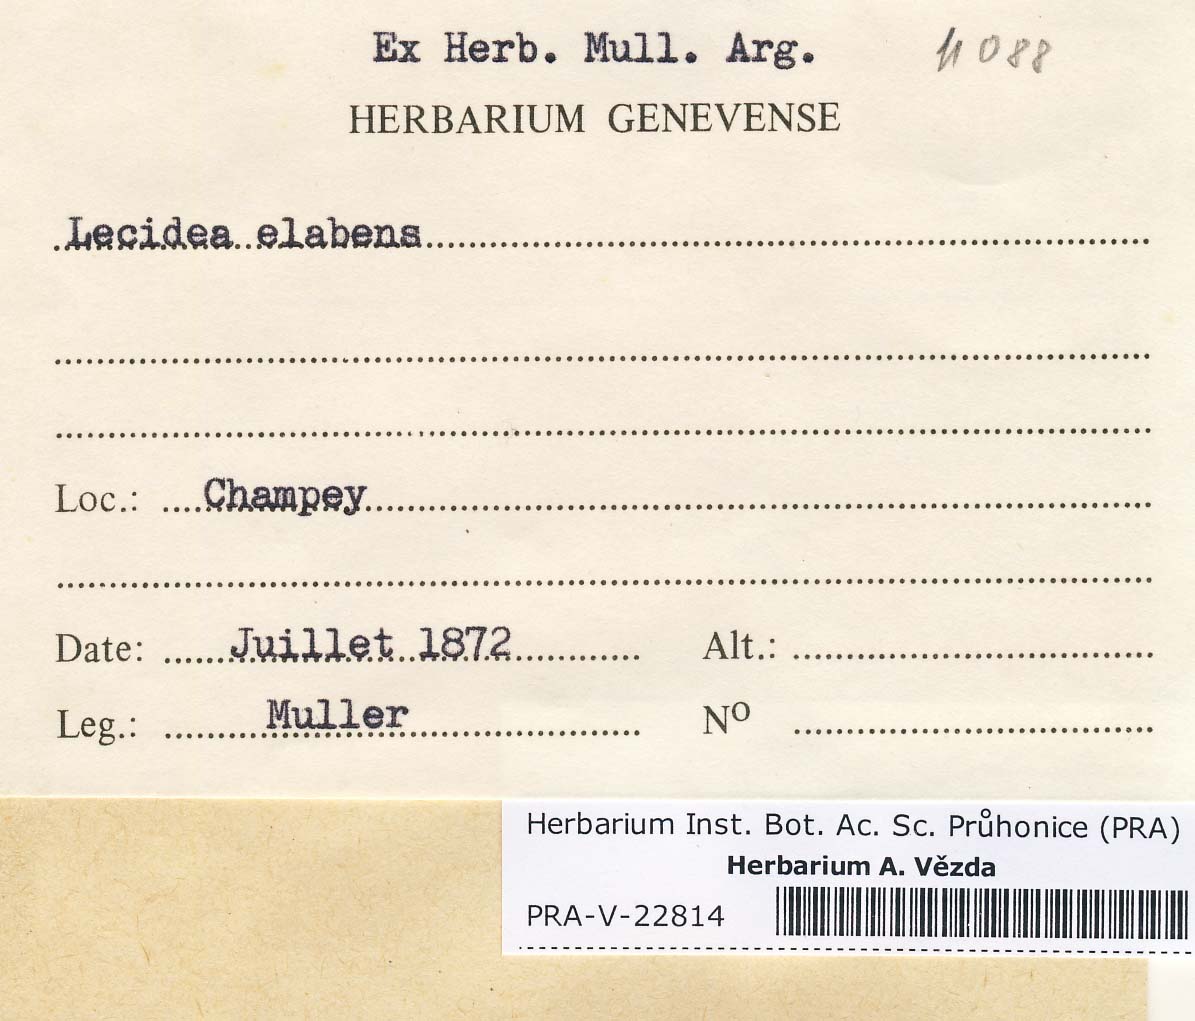 Ex Herb. Mull. Arg.
HERBARIUM GENEVENSE
Lecidea elabens
Loc.: Champey
Date: Juillet 1872 Alt.:
Leg.: Muller Nº
Herbarium Inst. Bot. Ac. Sc. Průhonice (PRA)
Herbarium A. Vězda
PRA-V-22814